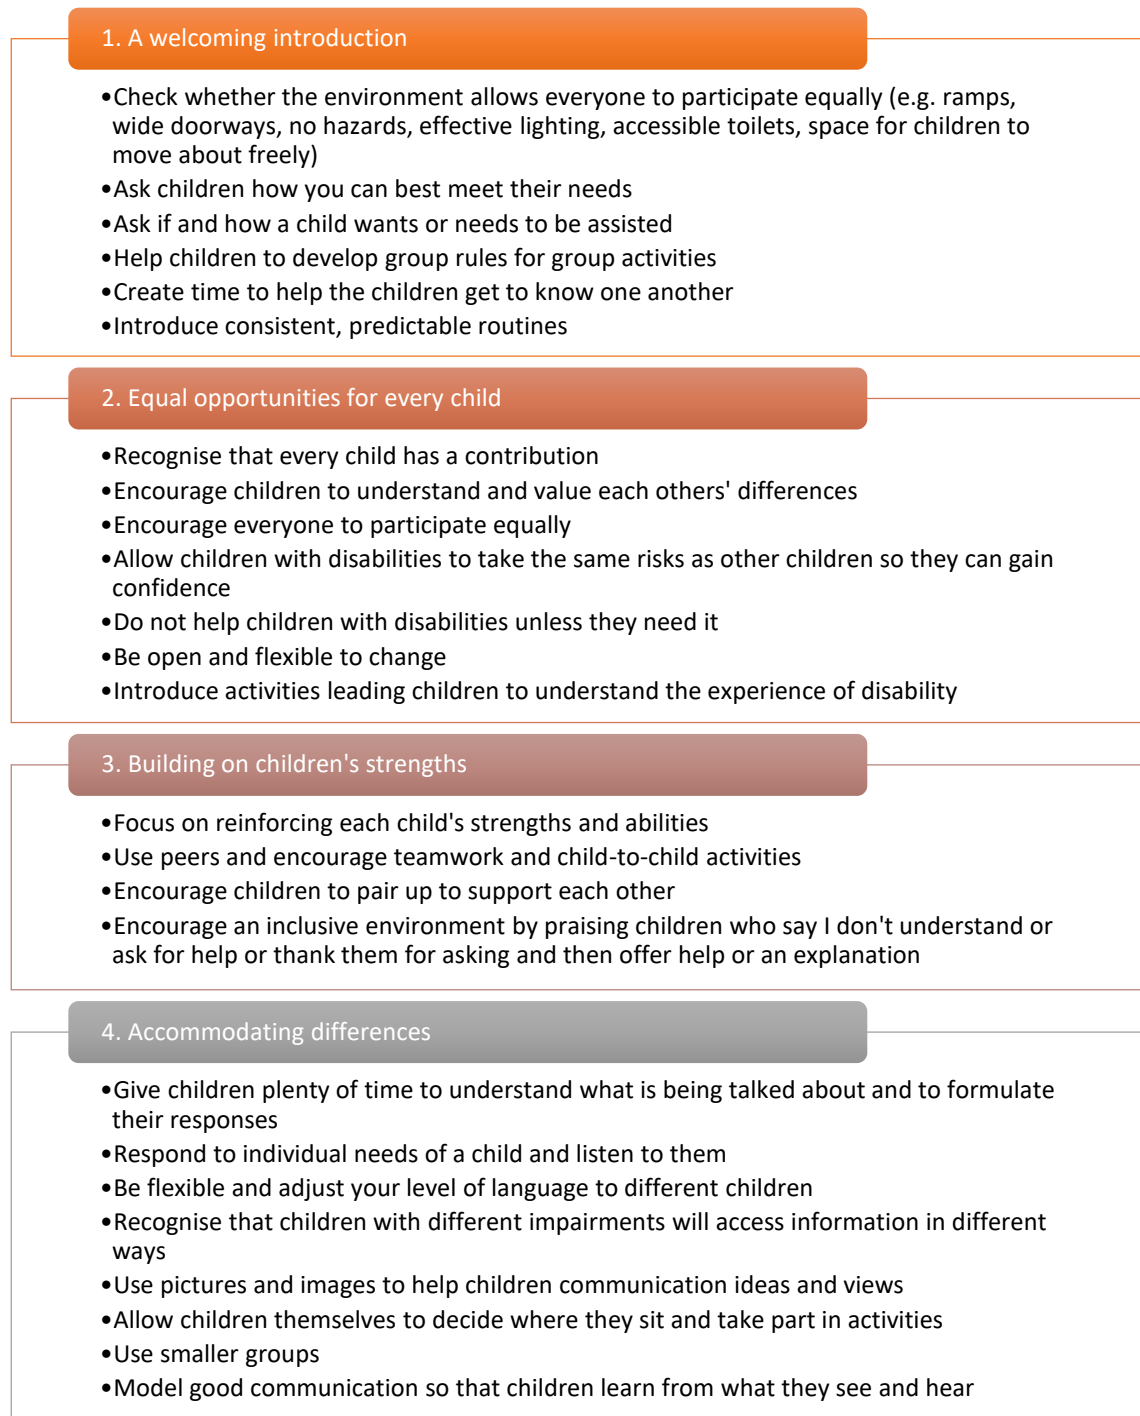 1. A welcoming introduction
•Check whether the environment allows everyone to participate equally (e.g. ramps,
wide doorways, no hazards, effective lighting, accessible toilets, space for children to
move about freely)
•Ask children how you can best meet their needs
•Ask if and how a child wants or needs to be assisted
•Help children to develop group rules for group activities
•Create time to help the children get to know one another
•Introduce consistent, predictable routines
2. Equal opportunities for every child
•Recognise that every child has a contribution
•Encourage children to understand and value each others' differences
•Encourage everyone to participate equally
•Allow children with disabilities to take the same risks as other children so they can gain
confidence
•Do not help children with disabilities unless they need it
•Be open and flexible to change
•Introduce activities leading children to understand the experience of disability
3. Building on children's strengths
•Focus on reinforcing each child's strengths and abilities
•Use peers and encourage teamwork and child-to-child activities
•Encourage children to pair up to support each other
•Encourage an inclusive environment by praising children who say I don't understand or
ask for help or thank them for asking and then offer help or an explanation
4. Accommodating differences
•Give children plenty of time to understand what is being talked about and to formulate
their responses
•Respond to individual needs of a child and listen to them
•Be flexible and adjust your level of language to different children
•Recognise that children with different impairments will access information in different
ways
•Use pictures and images to help children communication ideas and views
•Allow children themselves to decide where they sit and take part in activities
•Use smaller groups
•Model good communication so that children learn from what they see and hear